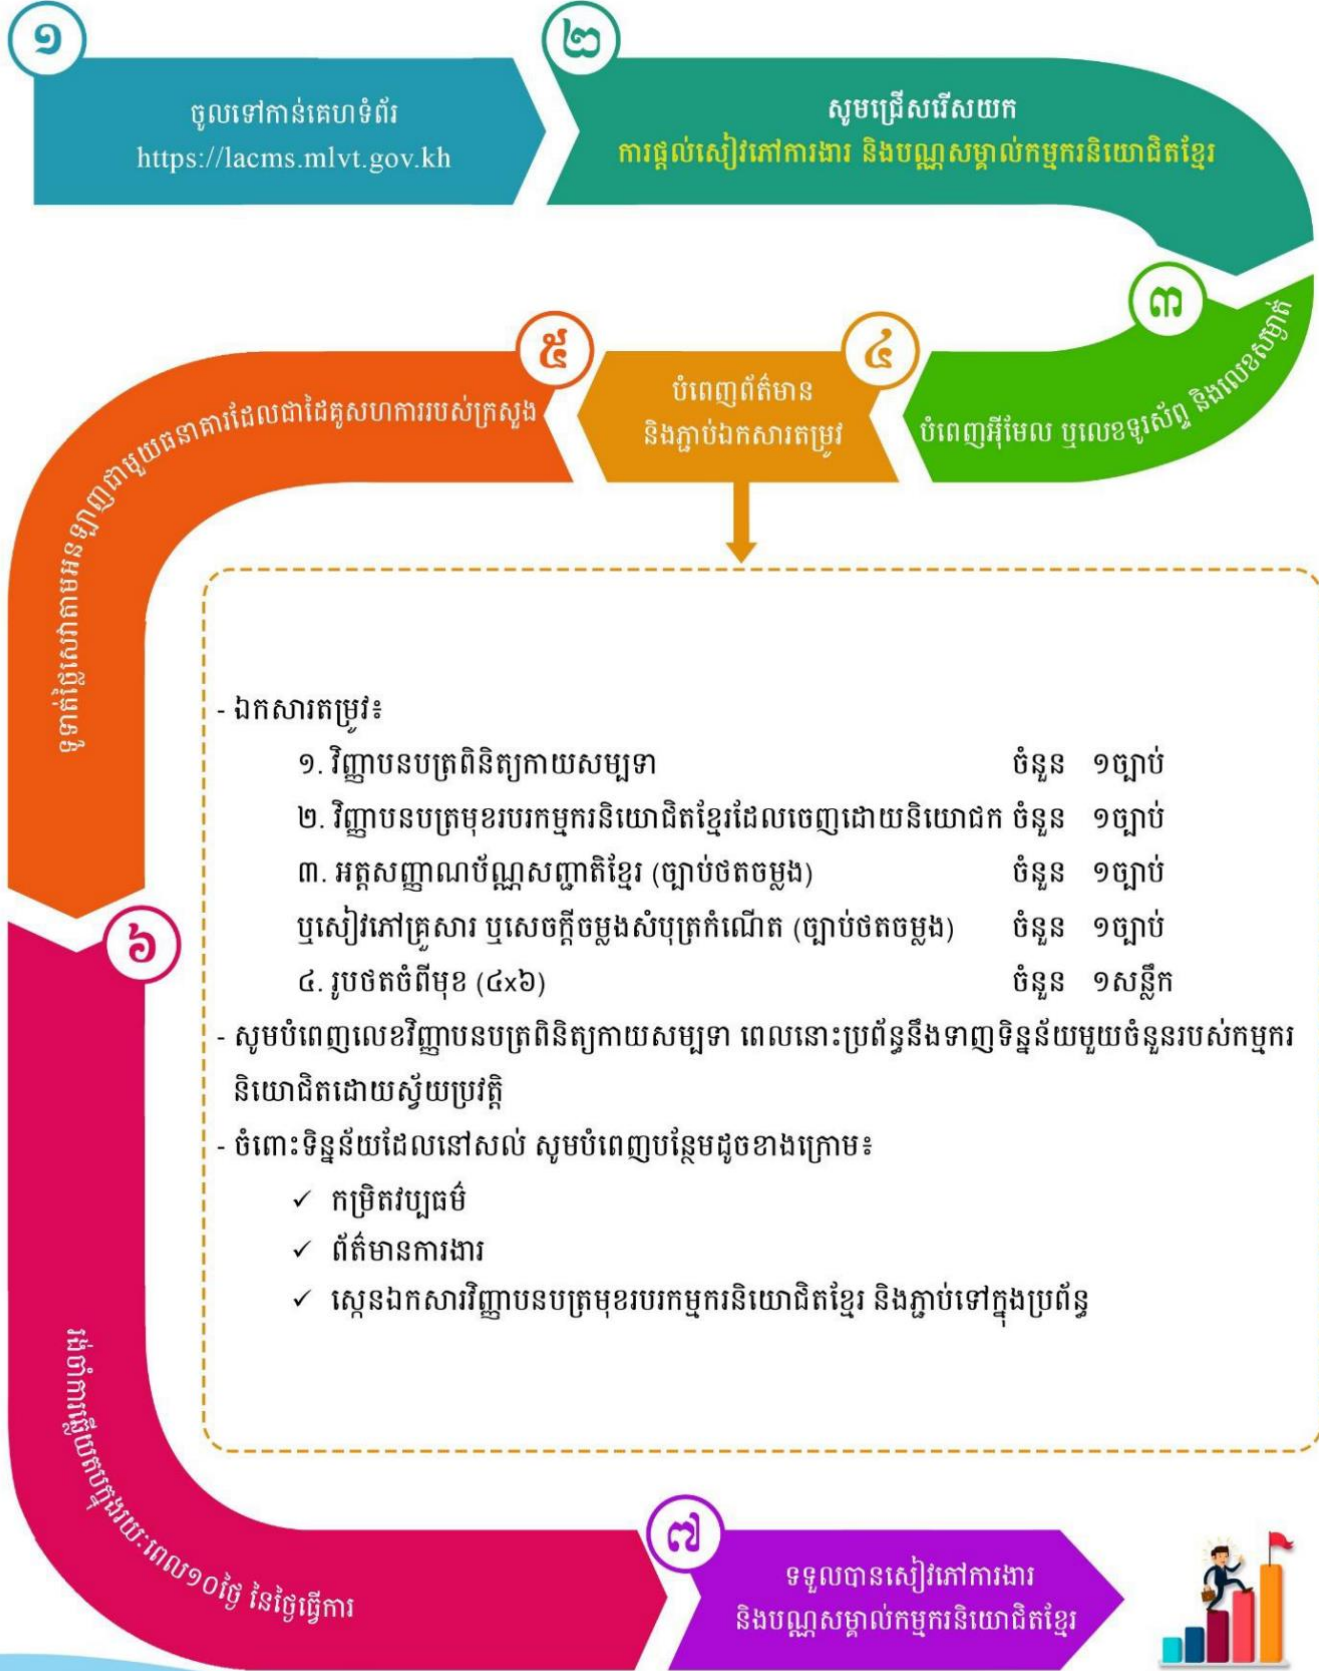 ១
ចូលទៅកាន់គេហទំព័រ
https://lacms.mlvt.gov.kh
២
សូមជ្រើសរើសយក
ការផ្តល់សៀវភៅការងារ និងបណ្ណសម្គាល់កម្មករនិយោជិតខ្មែរ
៣
បំពេញអ៊ីមែល ឬលេខទូរស័ព្ទ និងលេខសម្ងាត់
៤
បំពេញព័ត៌មាន
និងភ្ជាប់ឯកសារតម្រូវ
៥
ទូទាត់ថ្លៃសេវាតាមអនឡាញជាមួយធនាគារដែលជាដៃគូសហការរបស់ក្រសួង
- ឯកសារតម្រូវ៖
១. វិញ្ញាបនបត្រពិនិត្យកាយសម្បទា ចំនួន ១ច្បាប់
២. វិញ្ញាបនបត្រមុខរបរកម្មករនិយោជិតខ្មែរដែលចេញដោយនិយោជក ចំនួន ១ច្បាប់
៣. អត្តសញ្ញាណប័ណ្ណសញ្ជាតិខ្មែរ (ច្បាប់ថតចម្លង) ចំនួន ១ច្បាប់
ឬសៀវភៅគ្រួសារ ឬសេចក្តីចម្លងសំបុត្រកំណើត (ច្បាប់ថតចម្លង) ចំនួន ១ច្បាប់
៤. រូបថតចំពីមុខ (៤x៦) ចំនួន ១សន្លឹក
- សូមបំពេញលេខវិញ្ញាបនបត្រពិនិត្យកាយសម្បទា ពេលនោះប្រព័ន្ធនឹងទាញទិន្នន័យមួយចំនួនរបស់កម្មករ
និយោជិតដោយស្វ័យប្រវត្តិ
- ចំពោះទិន្នន័យដែលនៅសល់ សូមបំពេញបន្ថែមដូចខាងក្រោម៖
✓ កម្រិតវប្បធម៌
✓ ព័ត៌មានការងារ
✓ ស្កេនឯកសារវិញ្ញាបនបត្រមុខរបរកម្មករនិយោជិតខ្មែរ និងភ្ជាប់ទៅក្នុងប្រព័ន្ធ
៦
រង់ចាំការឆ្លើយតបក្នុងរយៈពេល១០ថ្ងៃ នៃថ្ងៃធ្វើការ
៧
ទទួលបានសៀវភៅការងារ
និងបណ្ណសម្គាល់កម្មករនិយោជិតខ្មែរ